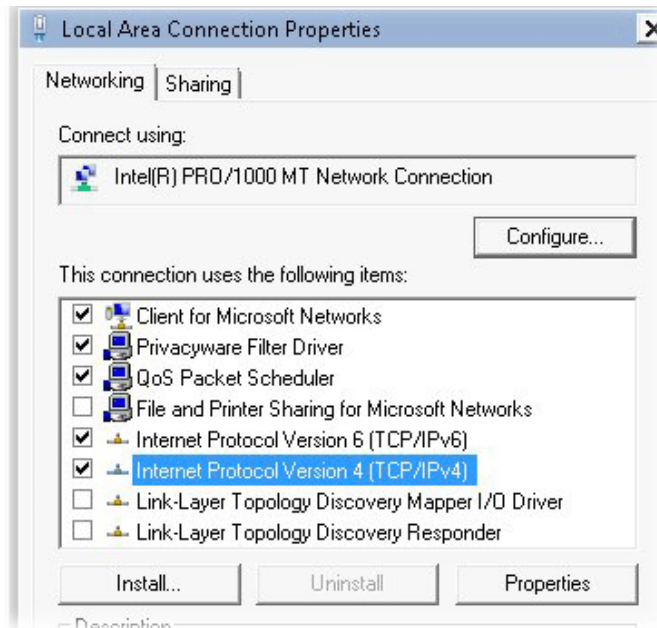 Local Area Connection Properties
Networking
Sharing
Connect using:
Intel(R) PRO/1000 MT Network Connection
Configure...
This connection uses the following items:
Client for Microsoft Networks
Privacyware Filter Driver
QoS Packet Scheduler
File and Printer Sharing for Microsoft Networks
Internet Protocol Version 6 (TCP/IPv6)
Internet Protocol Version 4 (TCP/IPv4)
Link-Layer Topology Discovery Mapper I/O Driver
Link-Layer Topology Discovery Responder
Install...
Uninstall
Properties
Description